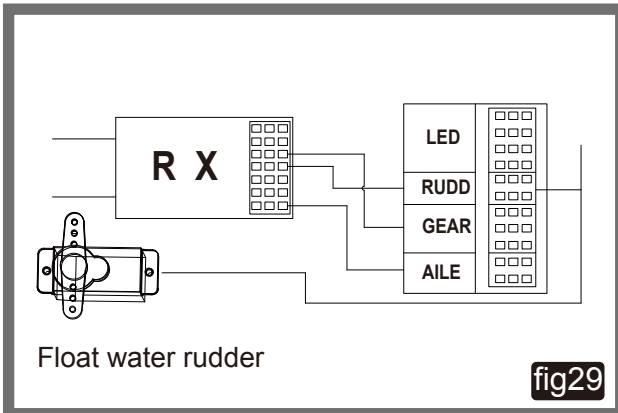 R X
LED
RUDD
GEAR
AILE
Float water rudder
fig29